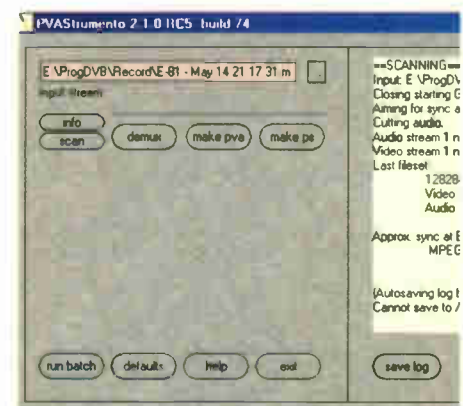 PVAStrumento 2.1.0 RC5 build 74
E:\ProgDVB\Record\E-81 - May 14 21 17 31 m
...
input stream
info
scan
demux
make pva
make ps
run batch
defaults
help
exit
==SCANNING==
Input: E:\ProgDV
Closing starting G
Aiming for sync a
Cutting audio.
Audio stream 1 n
Video stream 1 n
Last fileset
12828
Video
Audio
Approx. sync at E
MPEG
(Autosaving log t
Cannot save to /
save log